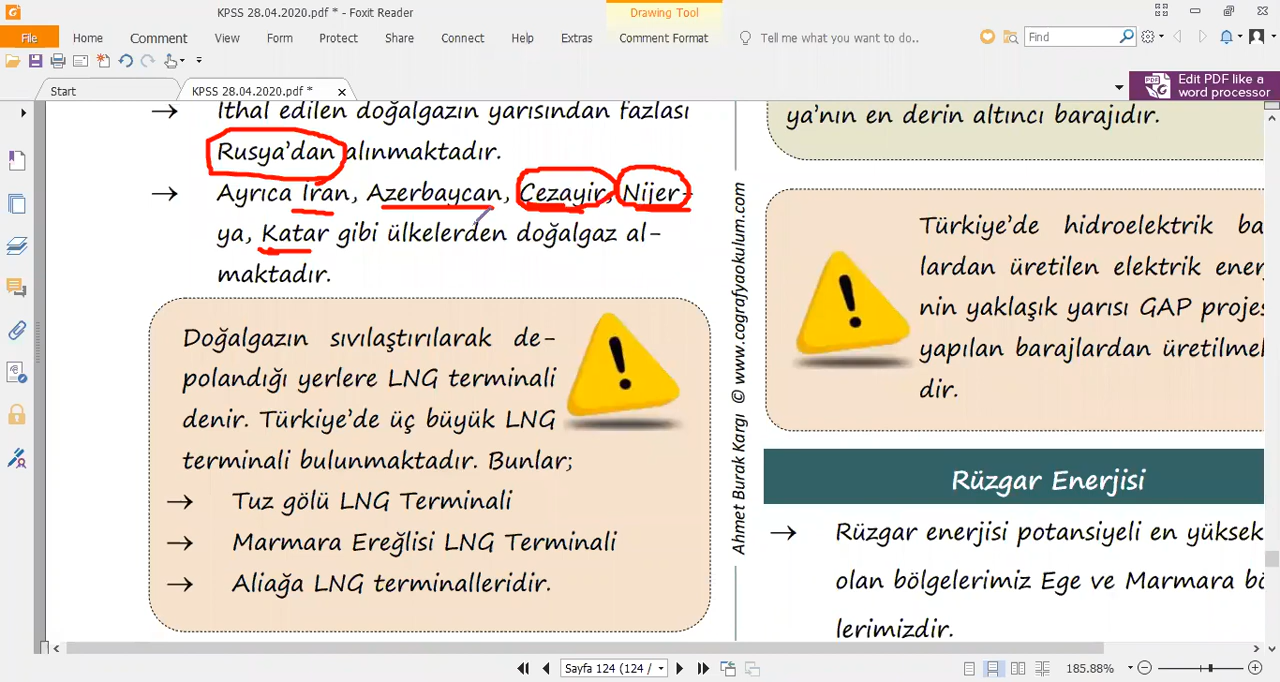 KPSS 28.04.2020.pdf * - Foxit Reader
Drawing Tool
File
Home
Comment
View
Form
Protect
Share
Connect
Help
Extras
Comment Format
Tell me what you want to do..
Find
Start
KPSS 28.04.2020.pdf *
Edit PDF like a
word processor
PDF
İthal edilen doğalgazın yarısından fazlası
Rusya'dan alınmaktadır.
→ Ayrıca İran, Azerbaycan, Cezayir, Nijer-
ya, Katar gibi ülkelerden doğalgaz al-
maktadır.
Doğalgazın sıvılaştırılarak de-
polandığı yerlere LNG terminali
denir. Türkiye'de üç büyük LNG
terminali bulunmaktadır. Bunlar;
→ Tuz gölü LNG Terminali
→ Marmara Ereğlisi LNG Terminali
→ Aliağa LNG terminalleridir.
Ahmet Burak Kargı © www.cografyaokulum.com
ya'nın en derin altıncı barajıdır.
Türkiye'de hidroelektrik ba
lardan üretilen elektrik ener
nin yaklaşık yarısı GAP projes
yapılan barajlardan üretilmek
dir.
Rüzgar Enerjisi
→ Rüzgar enerjisi potansiyeli en yüksek
olan bölgelerimiz Ege ve Marmara bö
lerimizdir.
Sayfa 124 (124 /
185.88%